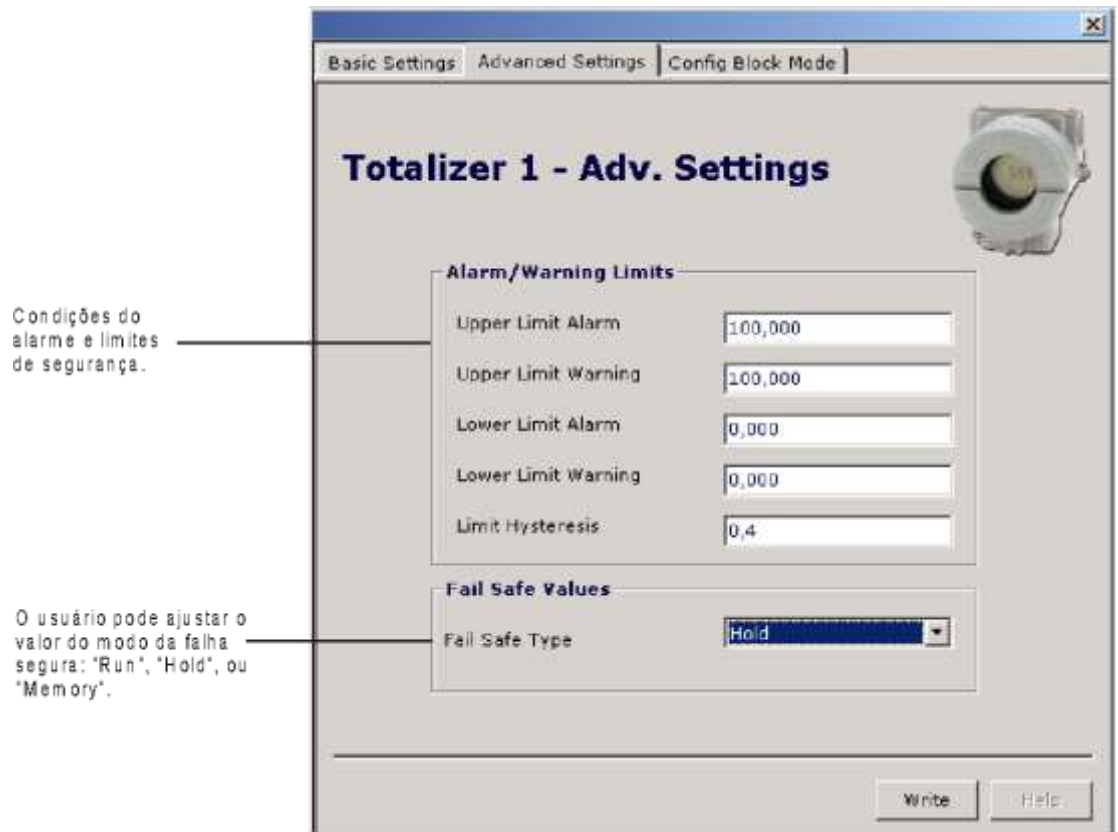 Basic Settings Advanced Settings Config Block Mode
Totalizer 1 - Adv. Settings
Alarm/Warning Limits
Condições do
alarme e limites
de segurança.
Upper Limit Alarm 100,000
Upper Limit Warning 100,000
Lower Limit Alarm 0,000
Lower Limit Warning 0,000
Limit Hysteresis 0,4
Fail Safe Values
O usuário pode ajustar o
valor do modo da falha
segura: "Run", "Hold", ou
"Memory".
Fail Safe Type Hold
Write Help